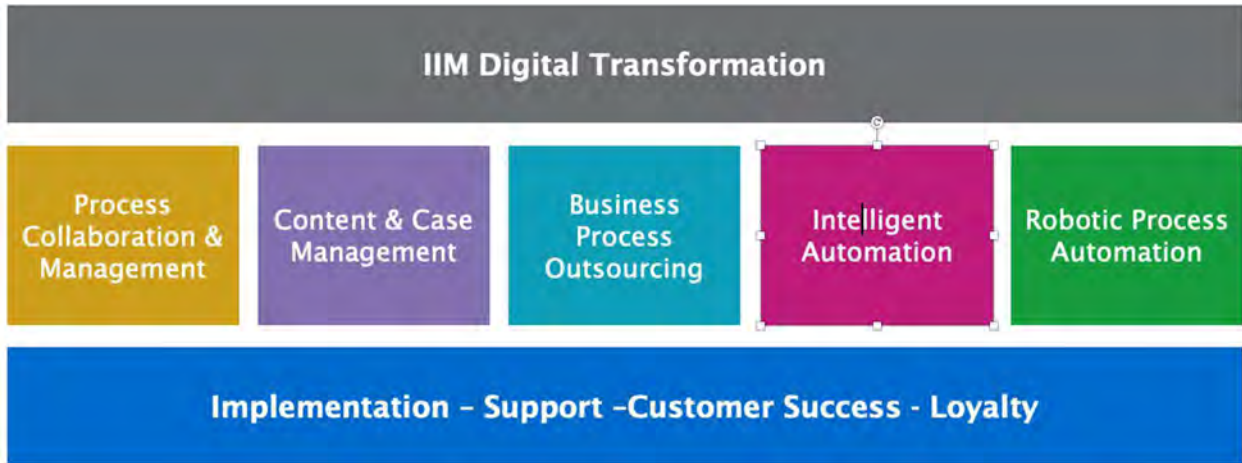 IIM Digital Transformation
Process
Collaboration &
Management
Content & Case
Management
Business
Process
Outsourcing
Intelligent
Automation
Robotic Process
Automation
Implementation – Support –Customer Success - Loyalty